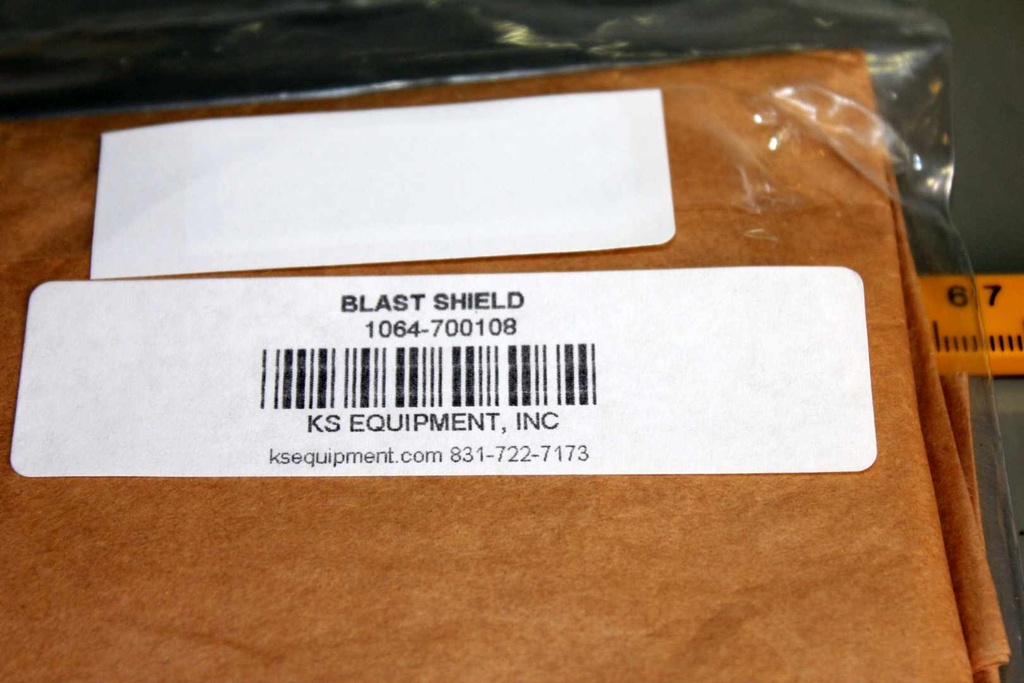 BLAST SHIELD
1064-700108
KS EQUIPMENT, INC
ksequipment.com 831-722-7173
6 7